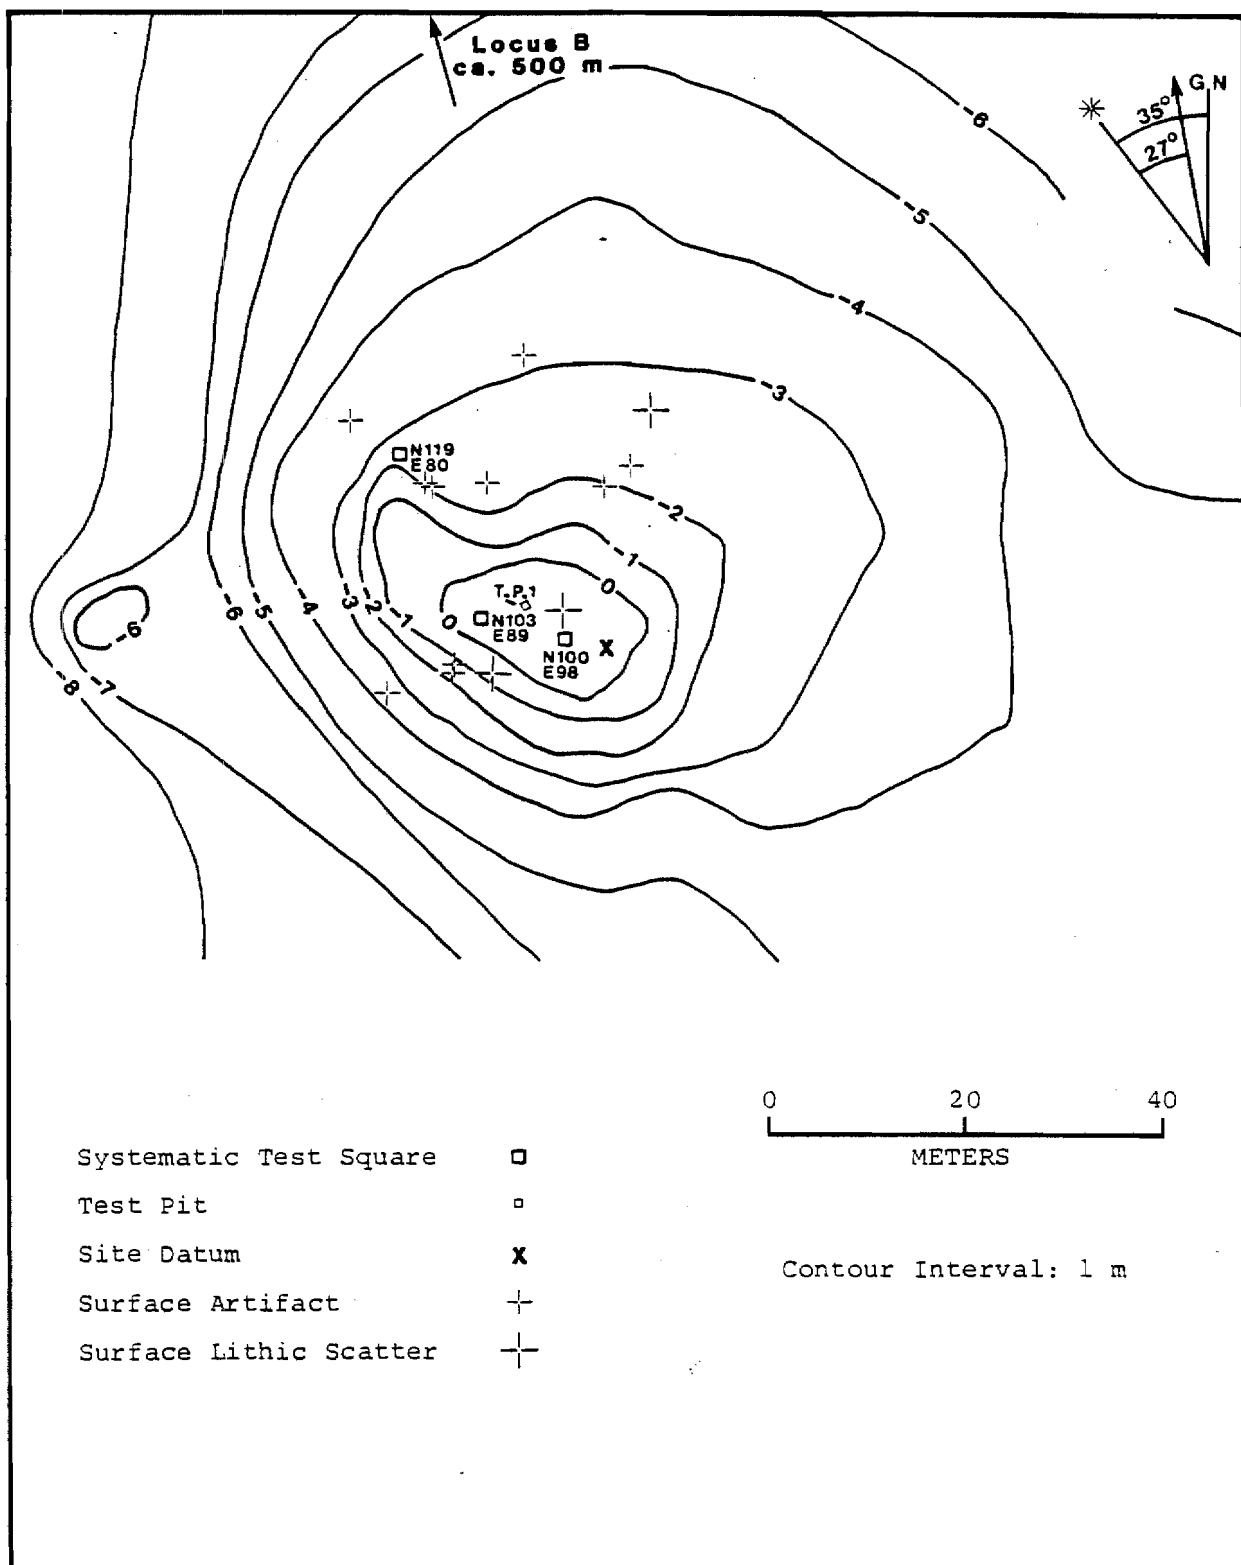 Locus B
ca. 500 m
G N
35°
27°
-6
-5
-4
-3
N119
E80
-2
-1
0
T.P.1
N103
E89
0
N100
E98
X
-6
-5
-4
-3
-2
-1
-6
-7
-8
0 20 40
METERS
Systematic Test Square
Test Pit
Site Datum X
Contour Interval: 1 m
Surface Artifact
Surface Lithic Scatter